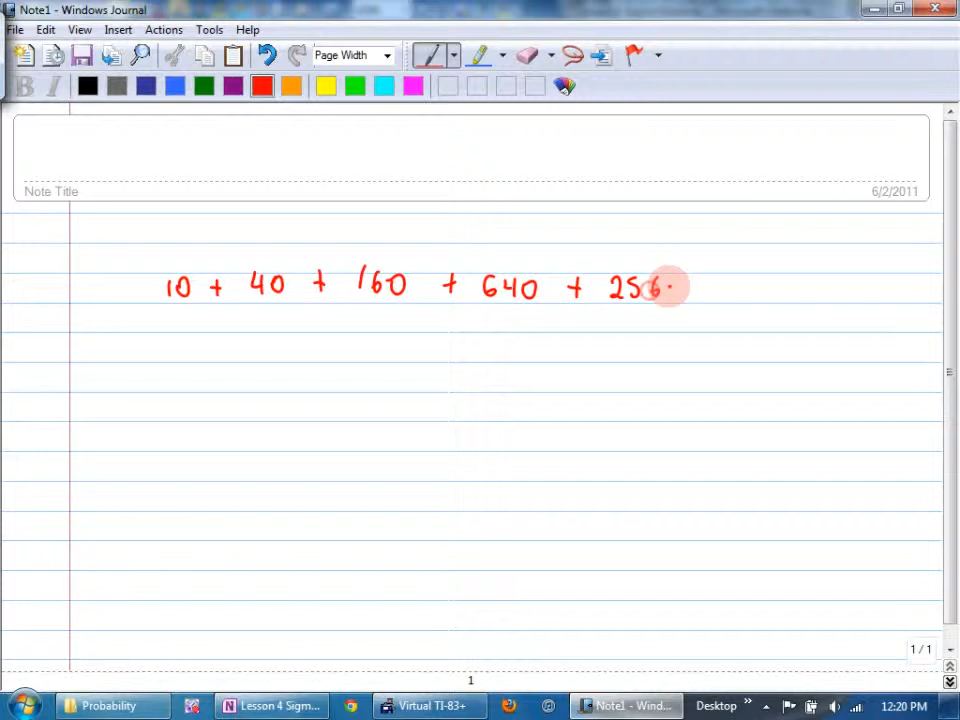 Note1 - Windows Journal
File Edit View Insert Actions Tools Help
Page Width
B I
Note Title
6/2/2011
10 + 40 + 160 + 640 + 256
1 / 1
1
Probability
Lesson 4 Sigm...
Virtual TI-83+
Note1 - Wind...
Desktop
12:20 PM